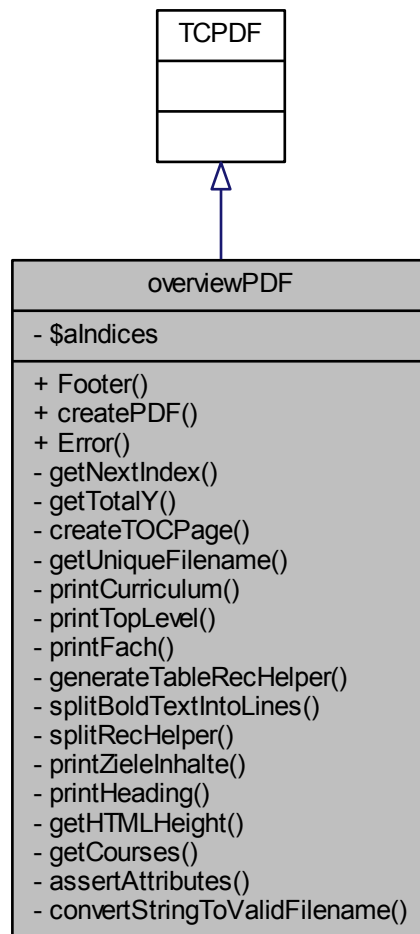 TCPDF
overviewPDF
- $aIndices
+ Footer()
+ createPDF()
+ Error()
- getNextIndex()
- getTotalY()
- createTOCPage()
- getUniqueFilename()
- printCurriculum()
- printTopLevel()
- printFach()
- generateTableRecHelper()
- splitBoldTextIntoLines()
- splitRecHelper()
- printZieleInhalte()
- printHeading()
- getHTMLHeight()
- getCourses()
- assertAttributes()
- convertStringToValidFilename()